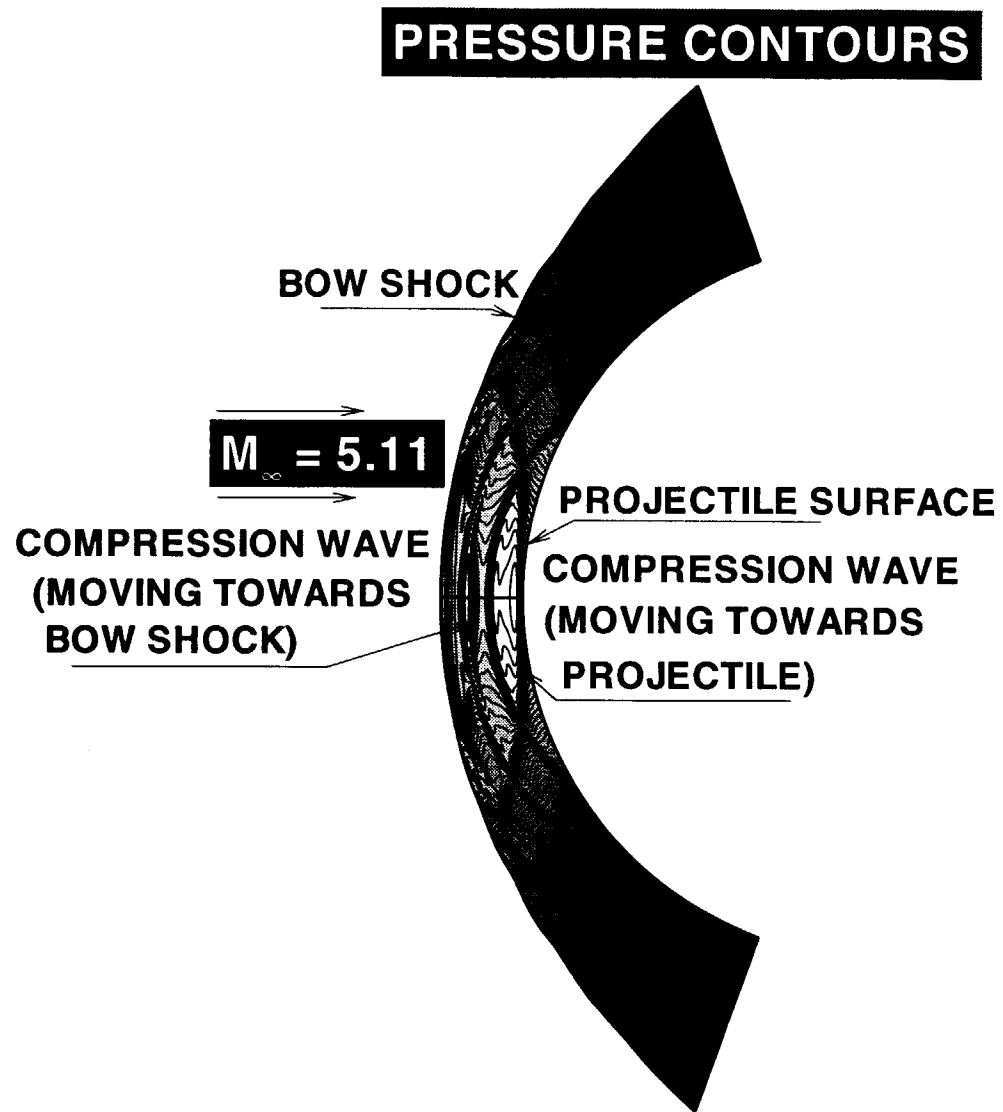 PRESSURE CONTOURS
BOW SHOCK
M∞ = 5.11
PROJECTILE SURFACE
COMPRESSION WAVE
(MOVING TOWARDS
BOW SHOCK)
COMPRESSION WAVE
(MOVING TOWARDS
PROJECTILE)